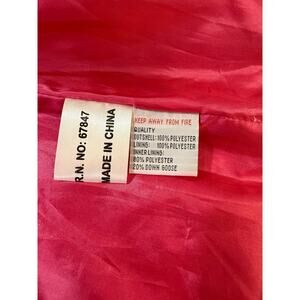 R.N. NO: 67847
MADE IN CHINA
KEEP AWAY FROM FIRE
QUALITY
OUTSHELL: 100% POLYESTER
LINING: 100% POLYESTER
INNER LINING:
80% POLYESTER
20% DOWN GOOSE